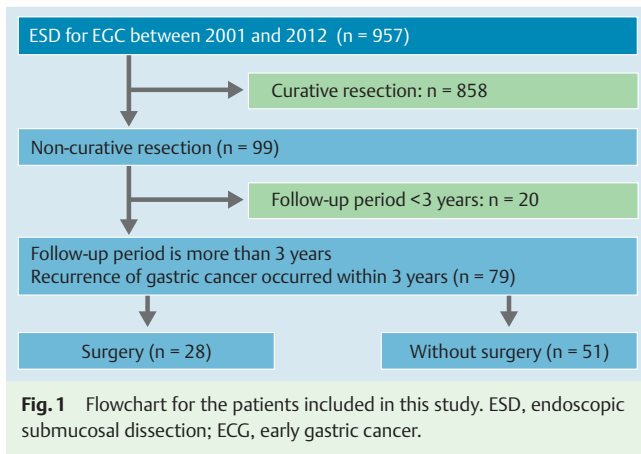 ESD for EGC between 2001 and 2012 (n = 957)
Curative resection: n = 858
Non-curative resection (n = 99)
Follow-up period <3 years: n = 20
Follow-up period is more than 3 years
Recurrence of gastric cancer occurred within 3 years (n = 79)
Surgery (n = 28)
Without surgery (n = 51)
Fig. 1 Flowchart for the patients included in this study. ESD, endoscopic
submucosal dissection; ECG, early gastric cancer.